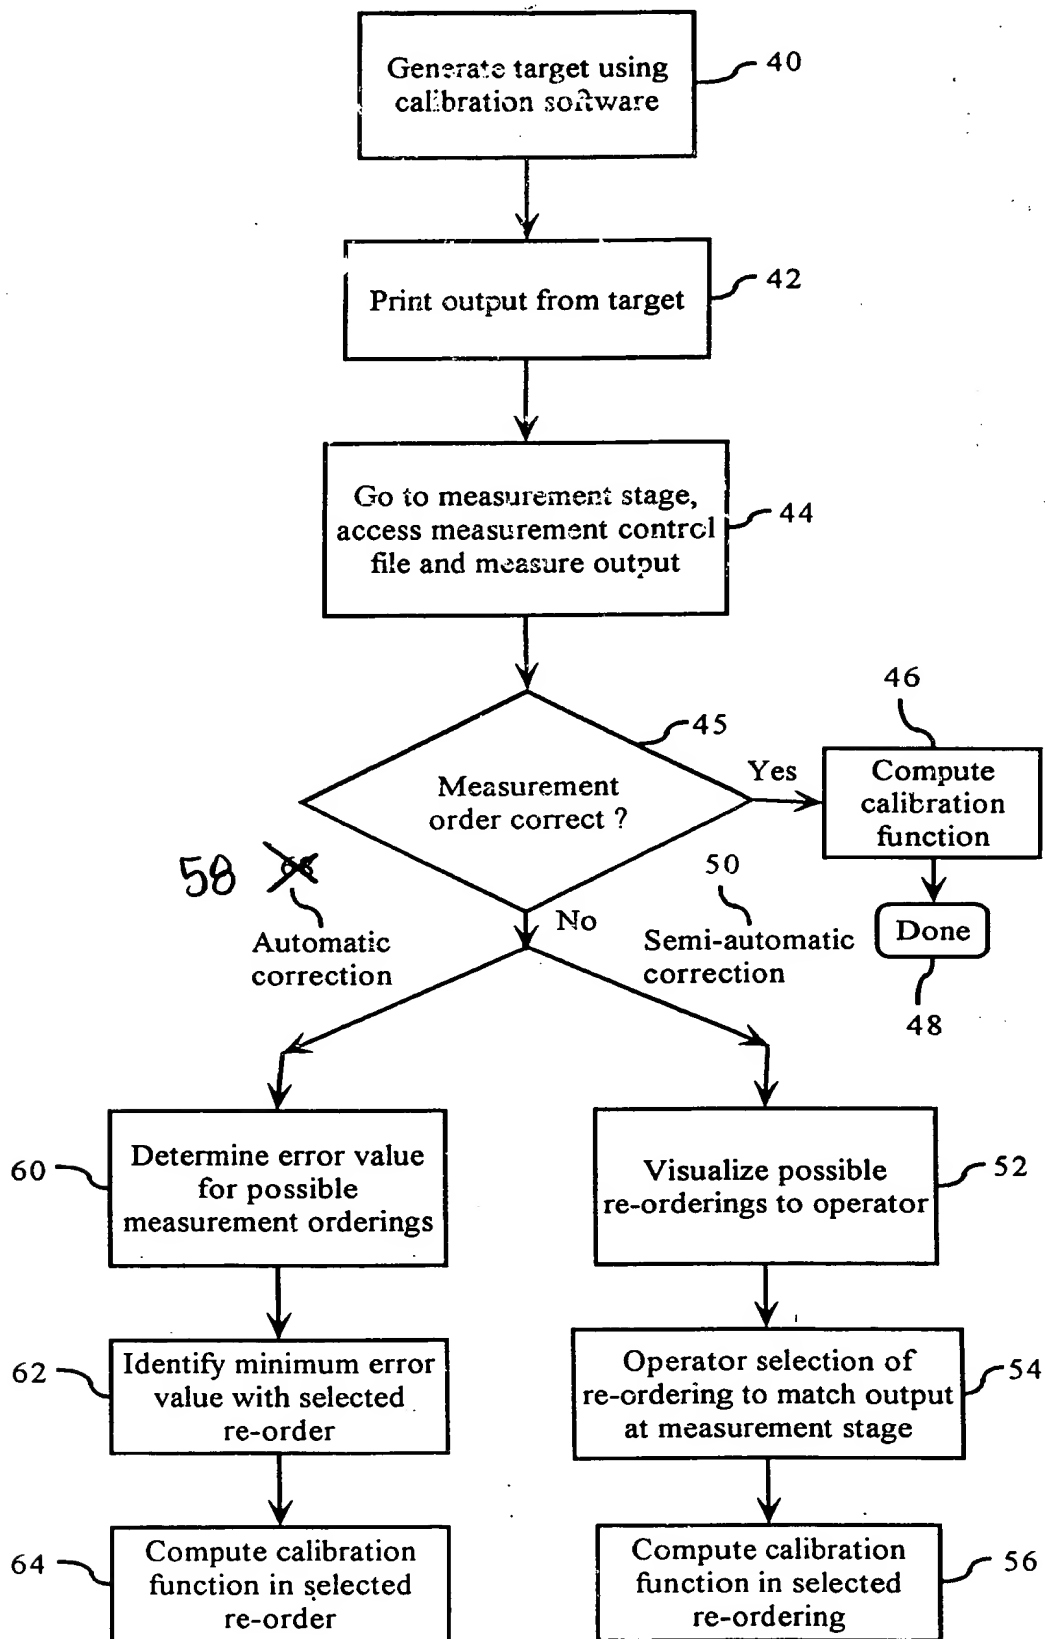 Generate target using
calibration software
40
Print output from target
42
Go to measurement stage,
access measurement control
file and measure output
44
45
46
Measurement
order correct ?
Yes
Compute
calibration
function
58
50
No
Automatic
correction
Semi-automatic
correction
Done
48
60
Determine error value
for possible
measurement orderings
Visualize possible
re-orderings to operator
52
62
Identify minimum error
value with selected
re-order
Operator selection of
re-ordering to match output
at measurement stage
54
64
Compute calibration
function in selected
re-order
Compute calibration
function in selected
re-ordering
56